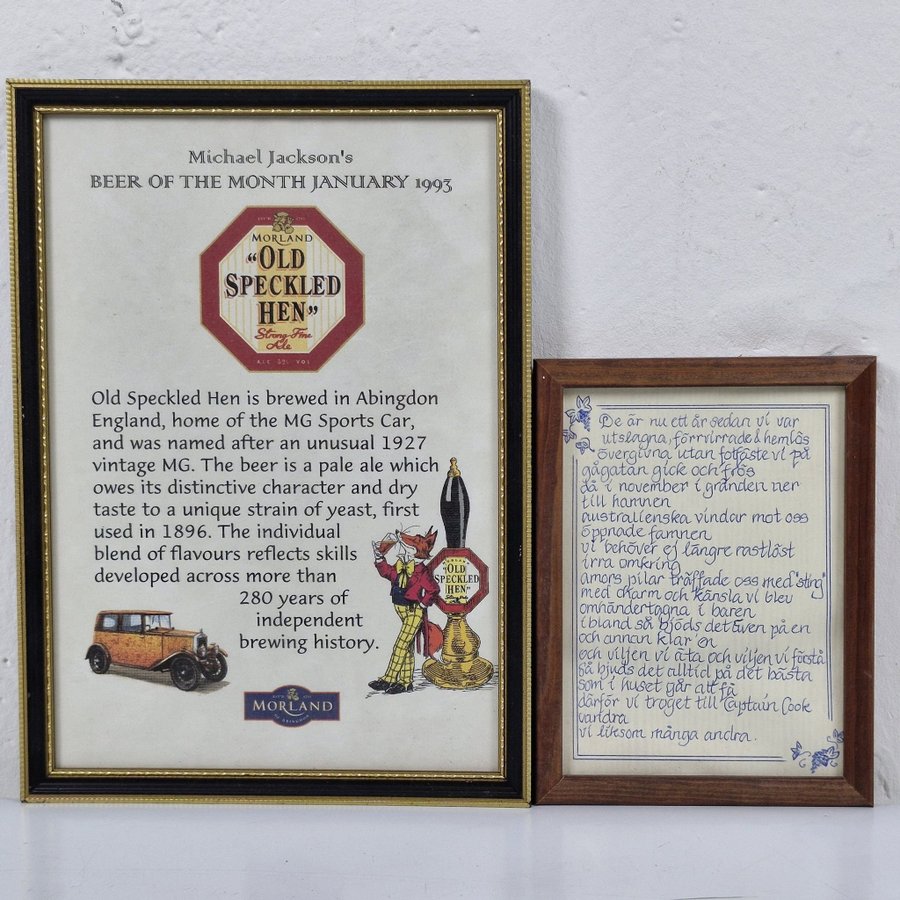 Michael Jackson's
BEER OF THE MONTH JANUARY 1993
MORLAND
"OLD
SPECKLED
HEN"
Strong Fine
Ale
Old Speckled Hen is brewed in Abingdon
England, home of the MG Sports Car,
and was named after an unusual 1927
vintage MG. The beer is a pale ale which
owes its distinctive character and dry
taste to a unique strain of yeast, first
used in 1896. The individual
blend of flavours reflects skills
developed across more than
280 years of
independent
brewing history.
"OLD
SPECKLED
HEN"
MORLAND
OF ABINGDON
De är nu ett år sedan vi var
utslagna, förrvirrade & hemlös
övergivna utan fotfäste vi på
gågatan gick och frös
då i november i gränden ner
till hamnen
australienska vindar mot oss
öppnade famnen
vi behöver ej längre rastlöst
irra omkring
amors pilar träffade oss med "sting"
med charm och känsla vi blev
omhändertagna i baren
ibland så bjöds det även på en
och annan klar'en
och viljen vi äta och viljen vi förstå
så bjuds det alltid på det bästa
som i huset går att få
därför vi troget till Captain Cook
vandra
vi liksom många andra.